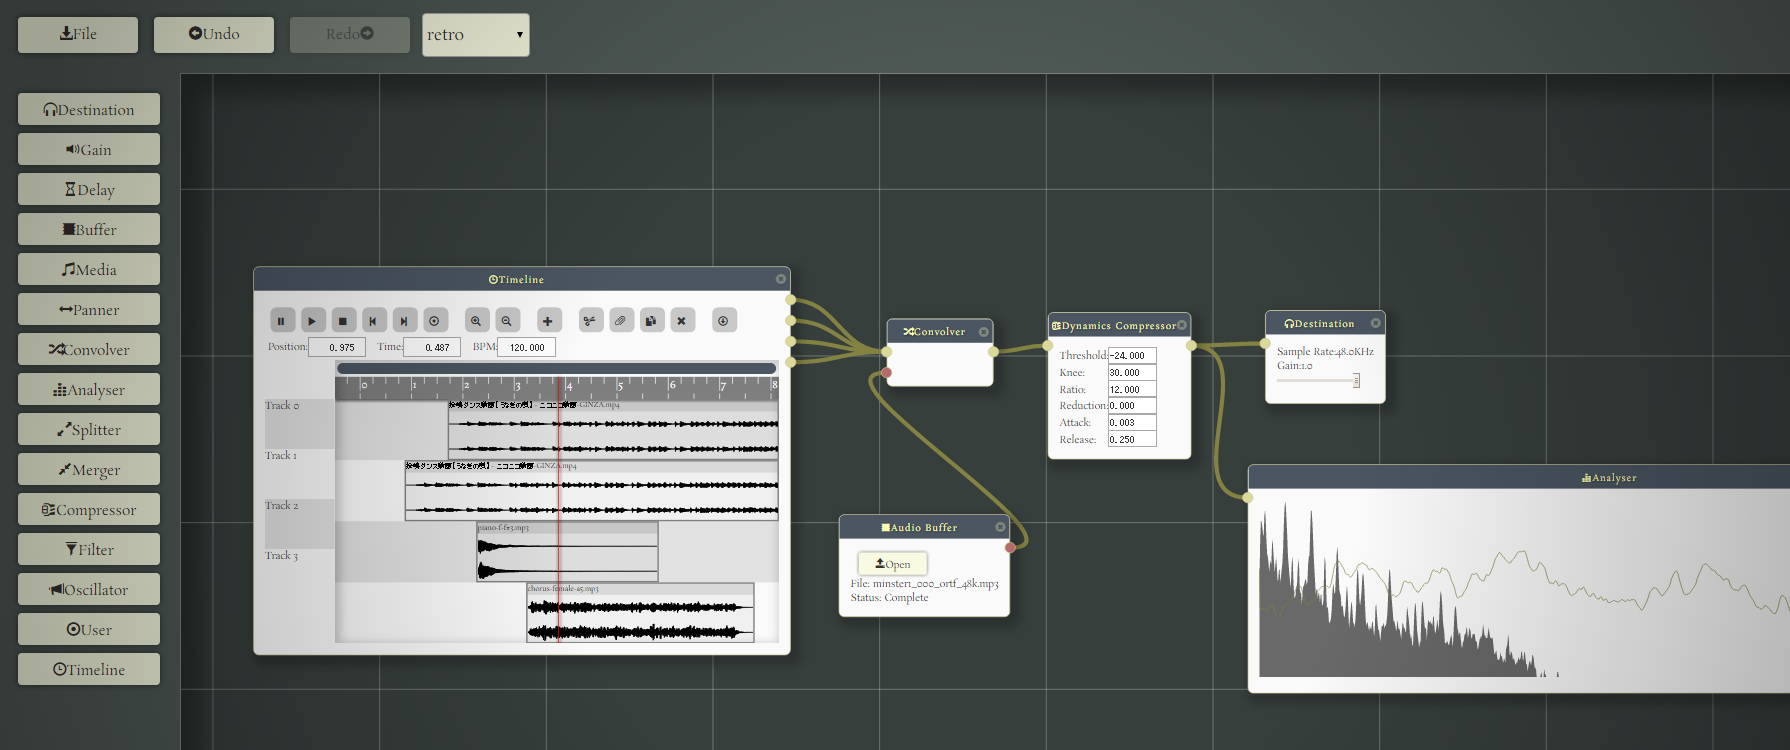 File
Undo
Redo
retro
Destination
Gain
Delay
Buffer
Media
Panner
Convolver
Analyser
Splitter
Merger
Compressor
Filter
Oscillator
User
Timeline
Timeline
Position: 0.975 Time: 0.487 BPM: 120.000
0 1 2 3 4 5 6 7 8
Track 0
Track 1
Track 2
Track 3
GINZA.mp4
GINZA.mp4
piano-f-f#3.mp3
chorus-female-a5.mp3
Convolver
Dynamics Compressor
Threshold: -24.000
Knee: 30.000
Ratio: 12.000
Reduction: 0.000
Attack: 0.003
Release: 0.250
Destination
Sample Rate:48.0KHz
Gain:1.0
Audio Buffer
Open
File: minster1_000_ortf_48k.mp3
Status: Complete
Analyser